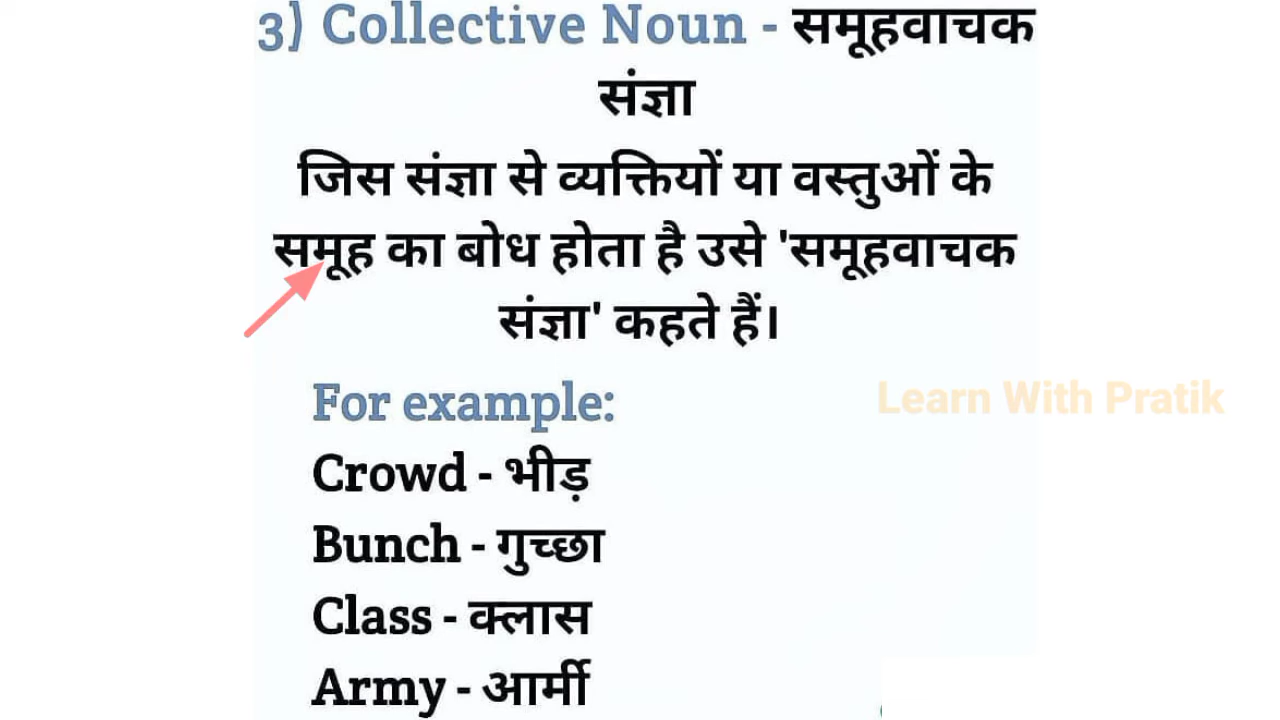 3) Collective Noun - समूहवाचक
संज्ञा
जिस संज्ञा से व्यक्तियों या वस्तुओं के
समूह का बोध होता है उसे 'समूहवाचक
संज्ञा' कहते हैं।
For example:
Learn With Pratik
Crowd - भीड़
Bunch - गुच्छा
Class - क्लास
Army - आर्मी